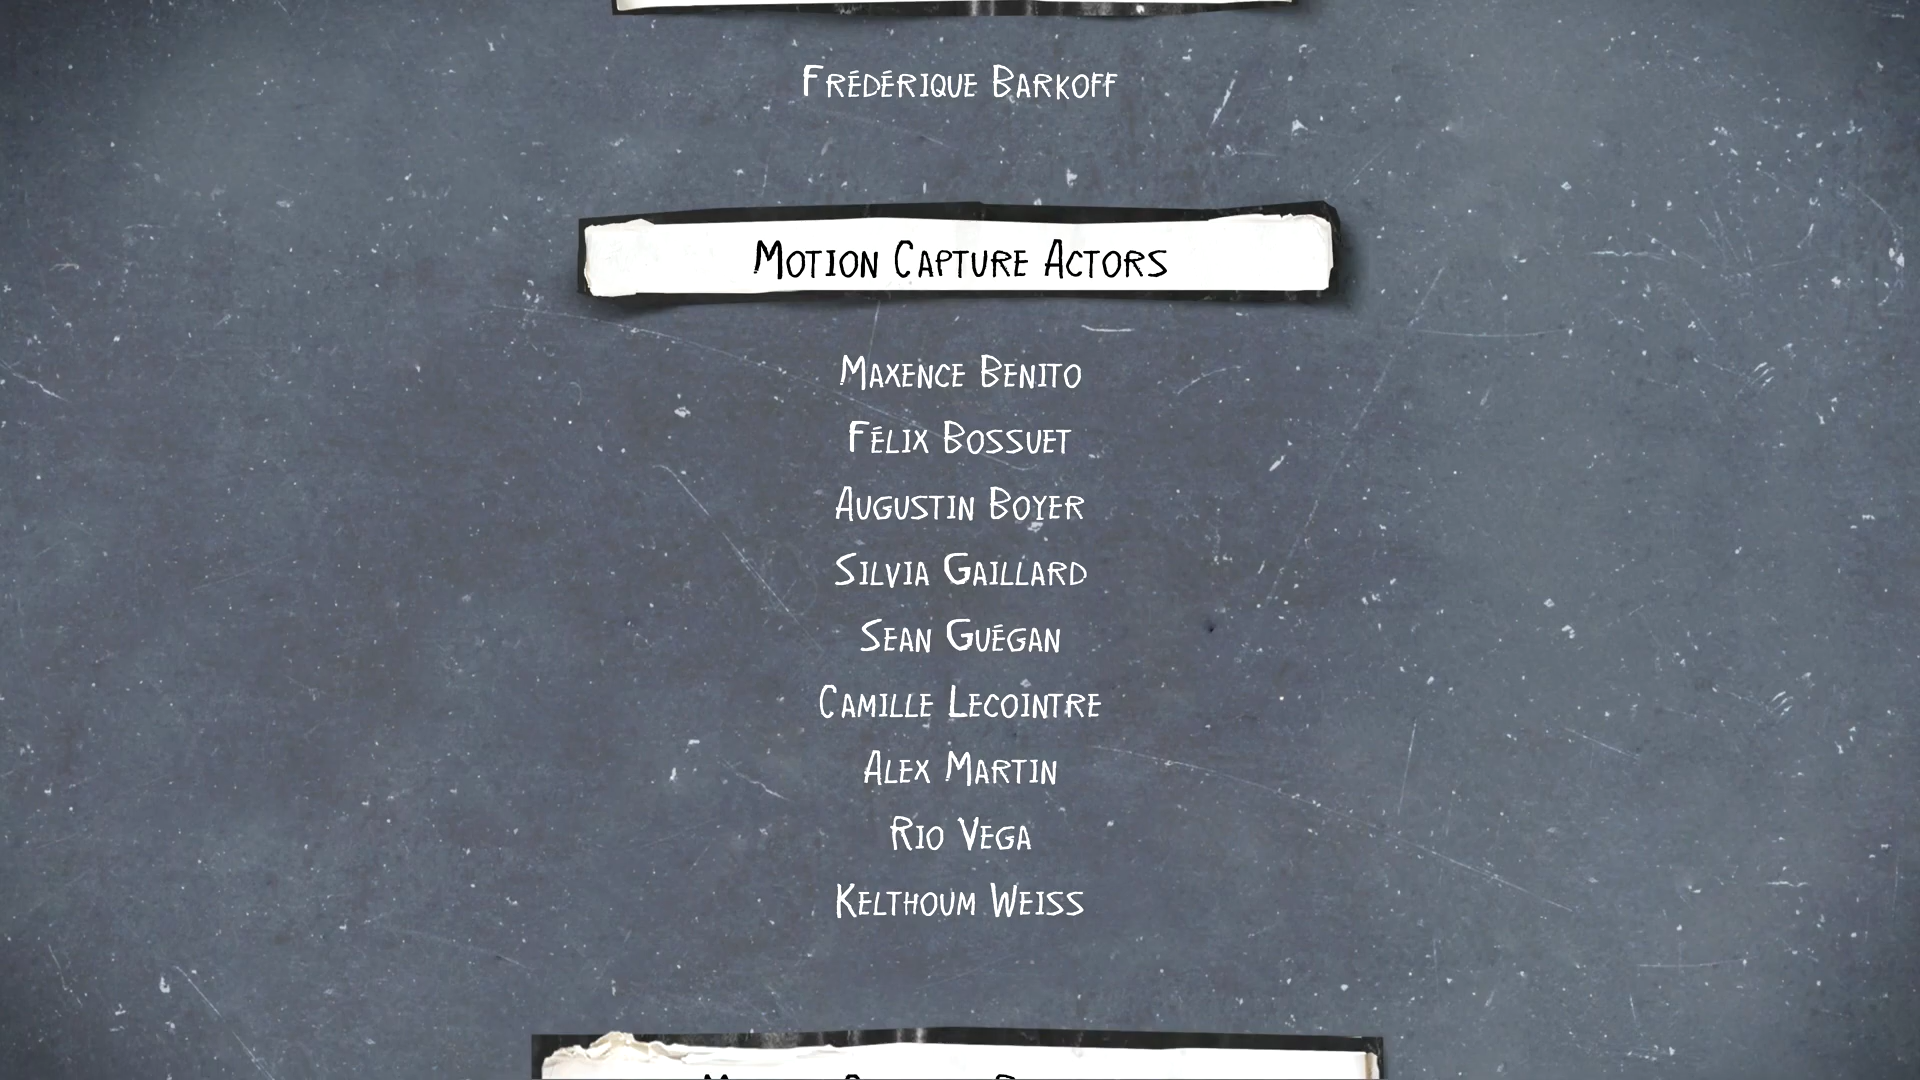 Frédérique Barkoff
Motion Capture Actors
Maxence Benito
Félix Bossuet
Augustin Boyer
Silvia Gaillard
Sean Guégan
Camille Lecointre
Alex Martin
Rio Vega
Kelthoum Weiss